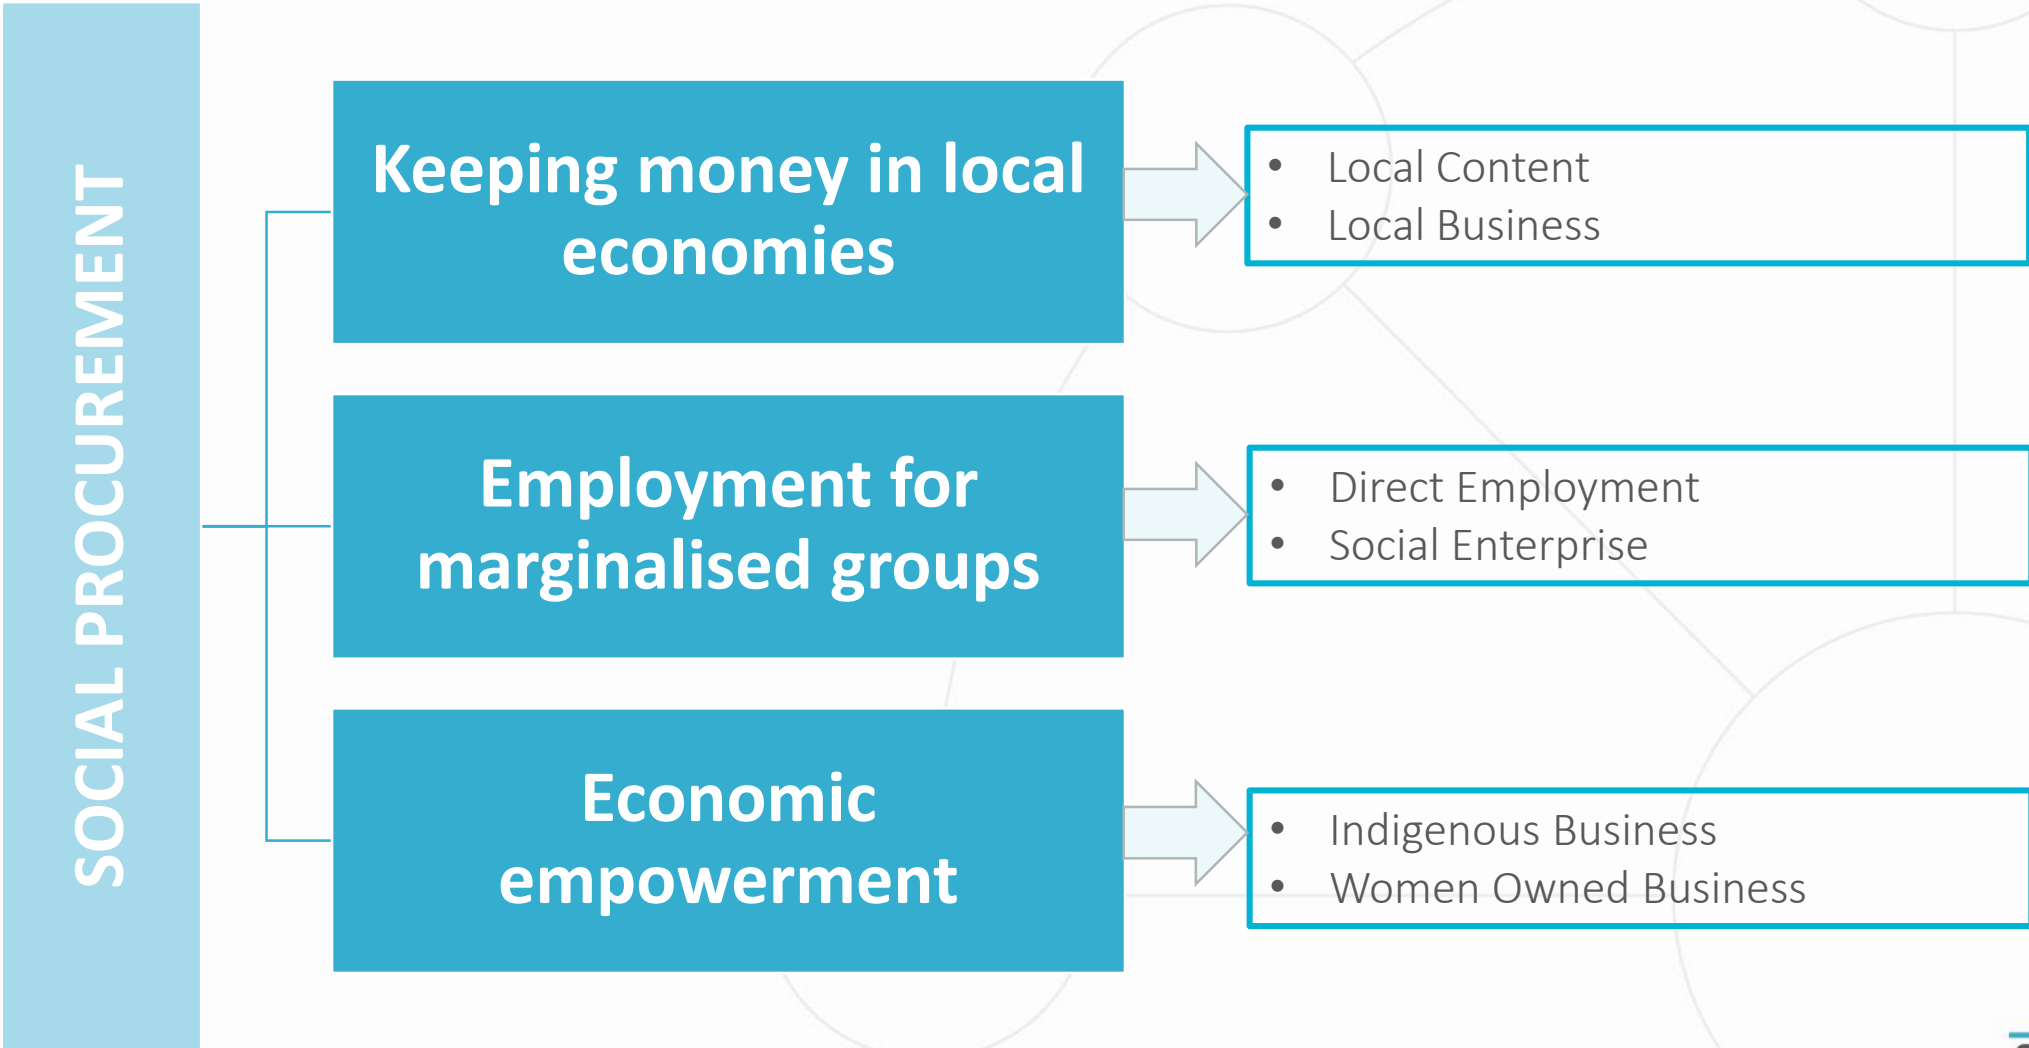 SOCIAL PROCUREMENT
Keeping money in local
economies
• Local Content
• Local Business
Employment for
marginalised groups
• Direct Employment
• Social Enterprise
Economic
empowerment
• Indigenous Business
• Women Owned Business